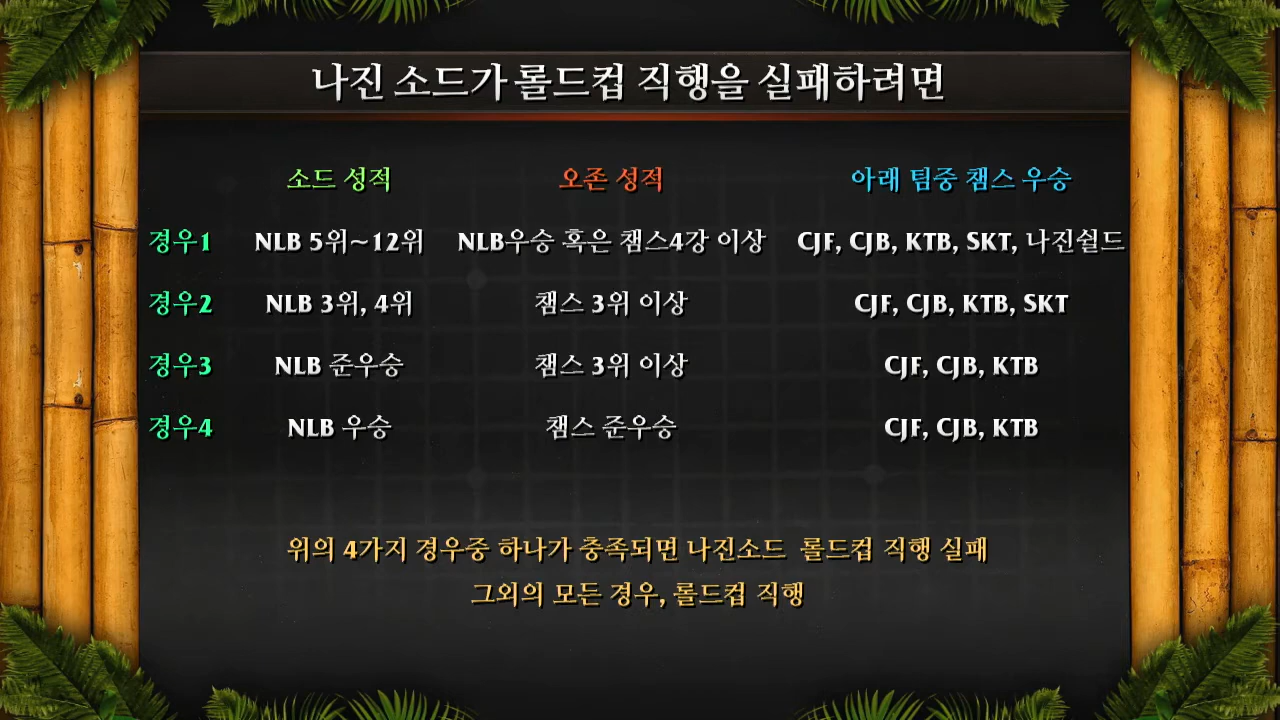 나진 소드가 롤드컵 직행을 실패하려면
소드 성적 오존 성적 아래 팀중 챔스 우승
경우1 NLB 5위~12위 NLB우승 혹은 챔스4강 이상 CJF, CJB, KTB, SKT, 나진쉴드
경우2 NLB 3위, 4위 챔스 3위 이상 CJF, CJB, KTB, SKT
경우3 NLB 준우승 챔스 3위 이상 CJF, CJB, KTB
경우4 NLB 우승 챔스 준우승 CJF, CJB, KTB
위의 4가지 경우중 하나가 충족되면 나진소드 롤드컵 직행 실패
그외의 모든 경우, 롤드컵 직행